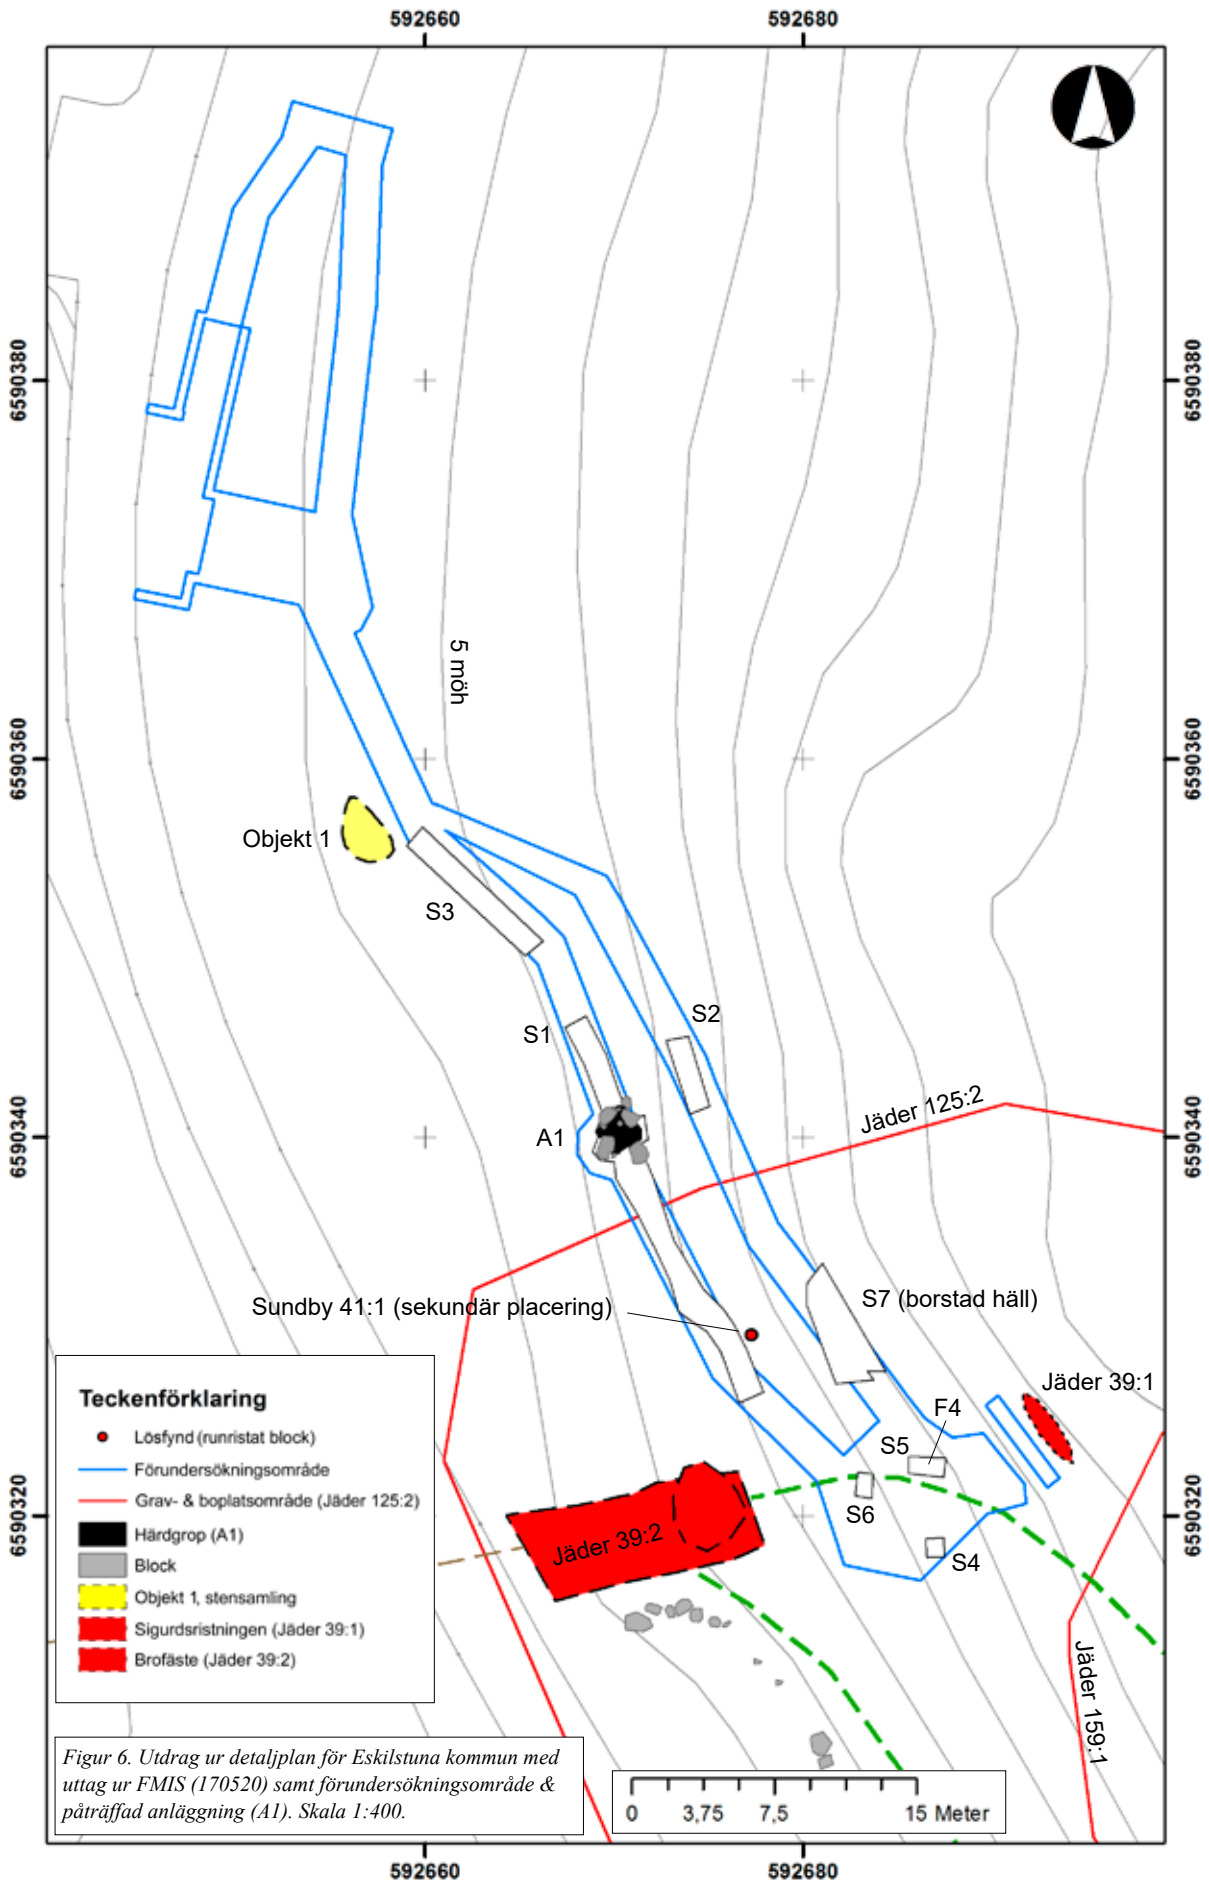 592660
592680
6590380
6590380
5 möh
6590360
6590360
Objekt 1
S3
S2
S1
Jäder 125:2
A1
6590340
6590340
S7 (borstad häll)
Sundby 41:1 (sekundär placering)
Jäder 39:1
F4
S5
S6
S4
Jäder 39:2
6590320
6590320
Jäder 159:1
Teckenförklaring
Lösfynd (runristat block)
Förundersökningsområde
Grav- & boplatsområde (Jäder 125:2)
Härdgrop (A1)
Block
Objekt 1, stensamling
Sigurdsristningen (Jäder 39:1)
Brofäste (Jäder 39:2)
Figur 6. Utdrag ur detaljplan för Eskilstuna kommun med
uttag ur FMIS (170520) samt förundersökningsområde &
påträffad anläggning (A1). Skala 1:400.
0 3,75 7,5 15 Meter
592660
592680